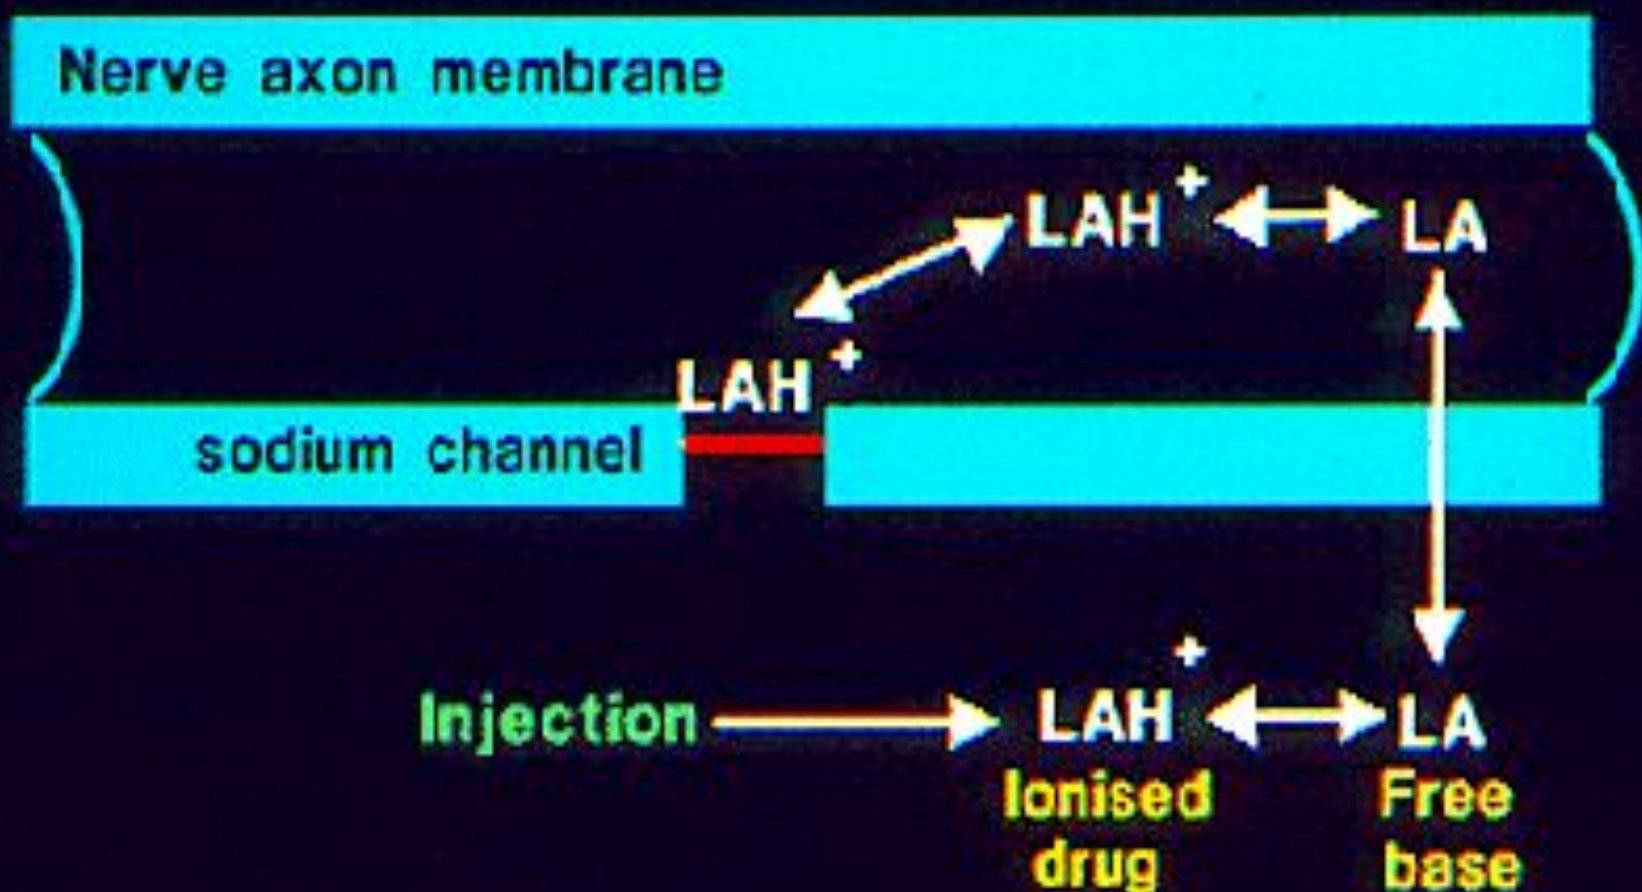 Nerve axon membrane
LAH+ LA
LAH+
sodium channel
Injection LAH+ LA
Ionised Free
drug base